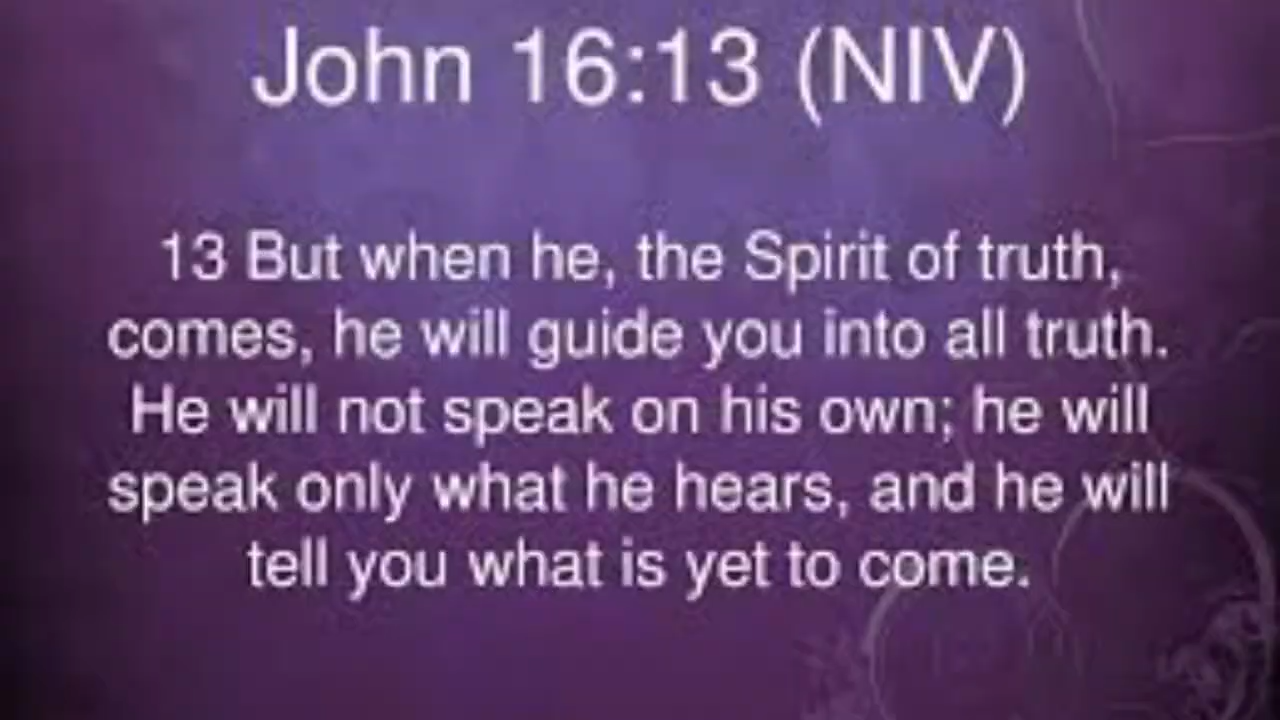 John 16:13 (NIV)
13 But when he, the Spirit of truth,
comes, he will guide you into all truth.
He will not speak on his own; he will
speak only what he hears, and he will
tell you what is yet to come.